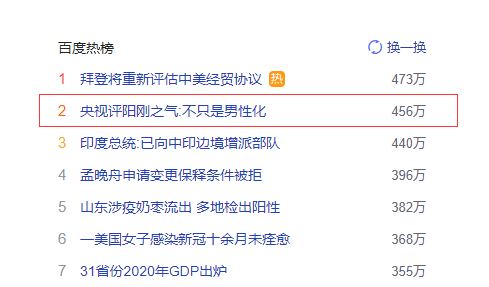 百度热榜 换一换
1 拜登将重新评估中美经贸协议 热 473万
2 央视评阳刚之气:不只是男性化 456万
3 印度总统:已向中印边境增派部队 440万
4 孟晚舟申请变更保释条件被拒 396万
5 山东涉疫奶枣流出 多地检出阳性 382万
6 一美国女子感染新冠十余月未痊愈 368万
7 31省份2020年GDP出炉 355万